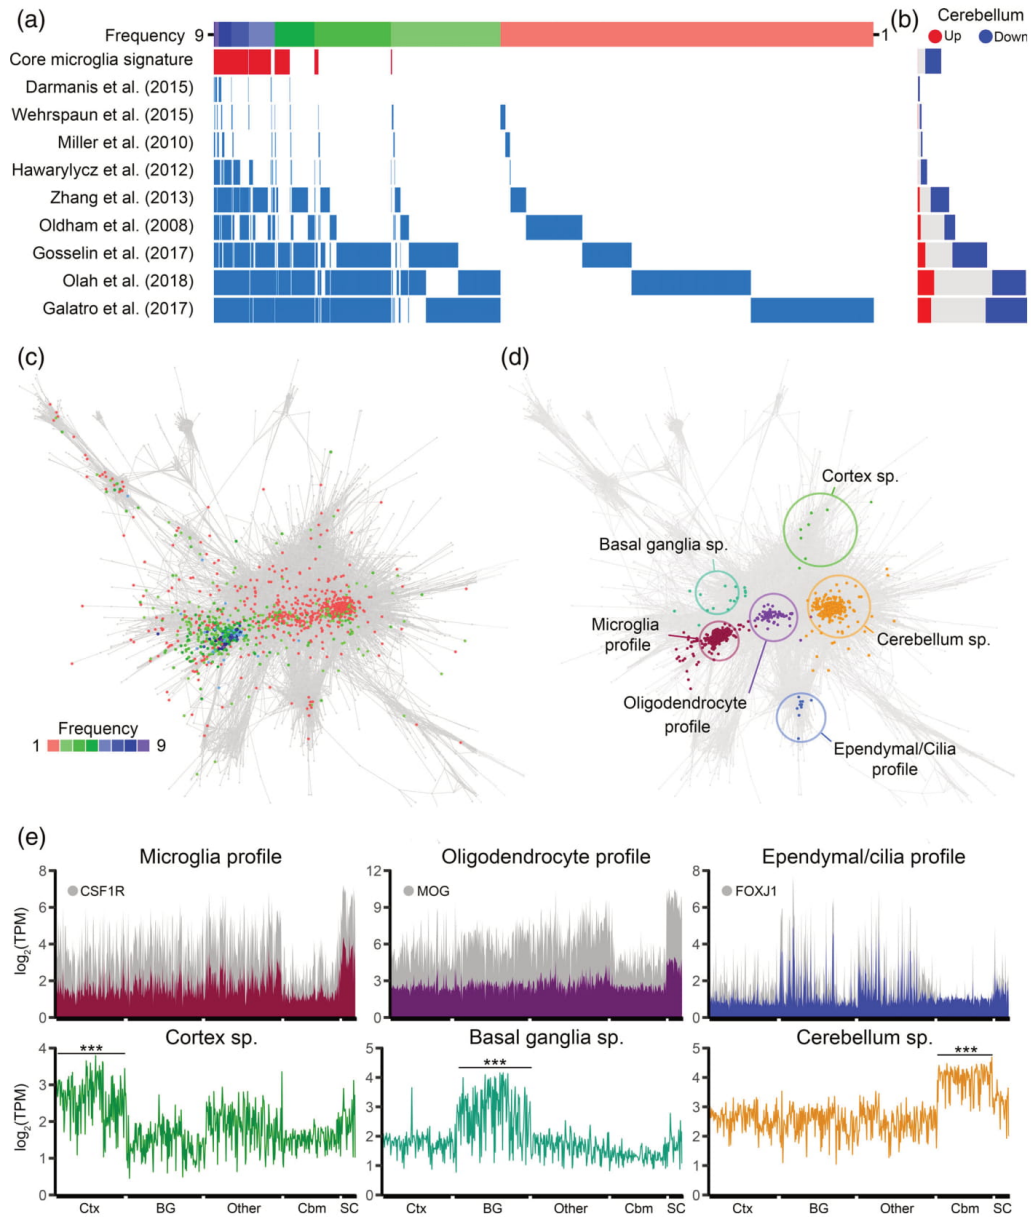 (a)
(b)
Cerebellum
Up Down
Frequency 9 1
Core microglia signature
Darmanis et al. (2015)
Wehrspaun et al. (2015)
Miller et al. (2010)
Hawarylycz et al. (2012)
Zhang et al. (2013)
Oldham et al. (2008)
Gosselin et al. (2017)
Olah et al. (2018)
Galatro et al. (2017)
(c)
(d)
Cortex sp.
Basal ganglia sp.
Microglia
profile
Cerebellum sp.
Oligodendrocyte
profile
Ependymal/Cilia
profile
Frequency
1 9
(e)
Microglia profile
Oligodendrocyte profile
Ependymal/cilia profile
8
6
4
2
0
log2(TPM)
CSF1R
12
9
6
3
0
MOG
8
6
4
2
0
FOXJ1
Cortex sp.
Basal ganglia sp.
Cerebellum sp.
4
3
2
1
0
log2(TPM)
***
Ctx BG Other Cbm SC
5
4
3
2
1
0
***
Ctx BG Other Cbm SC
5
4
3
2
1
0
***
Ctx BG Other Cbm SC